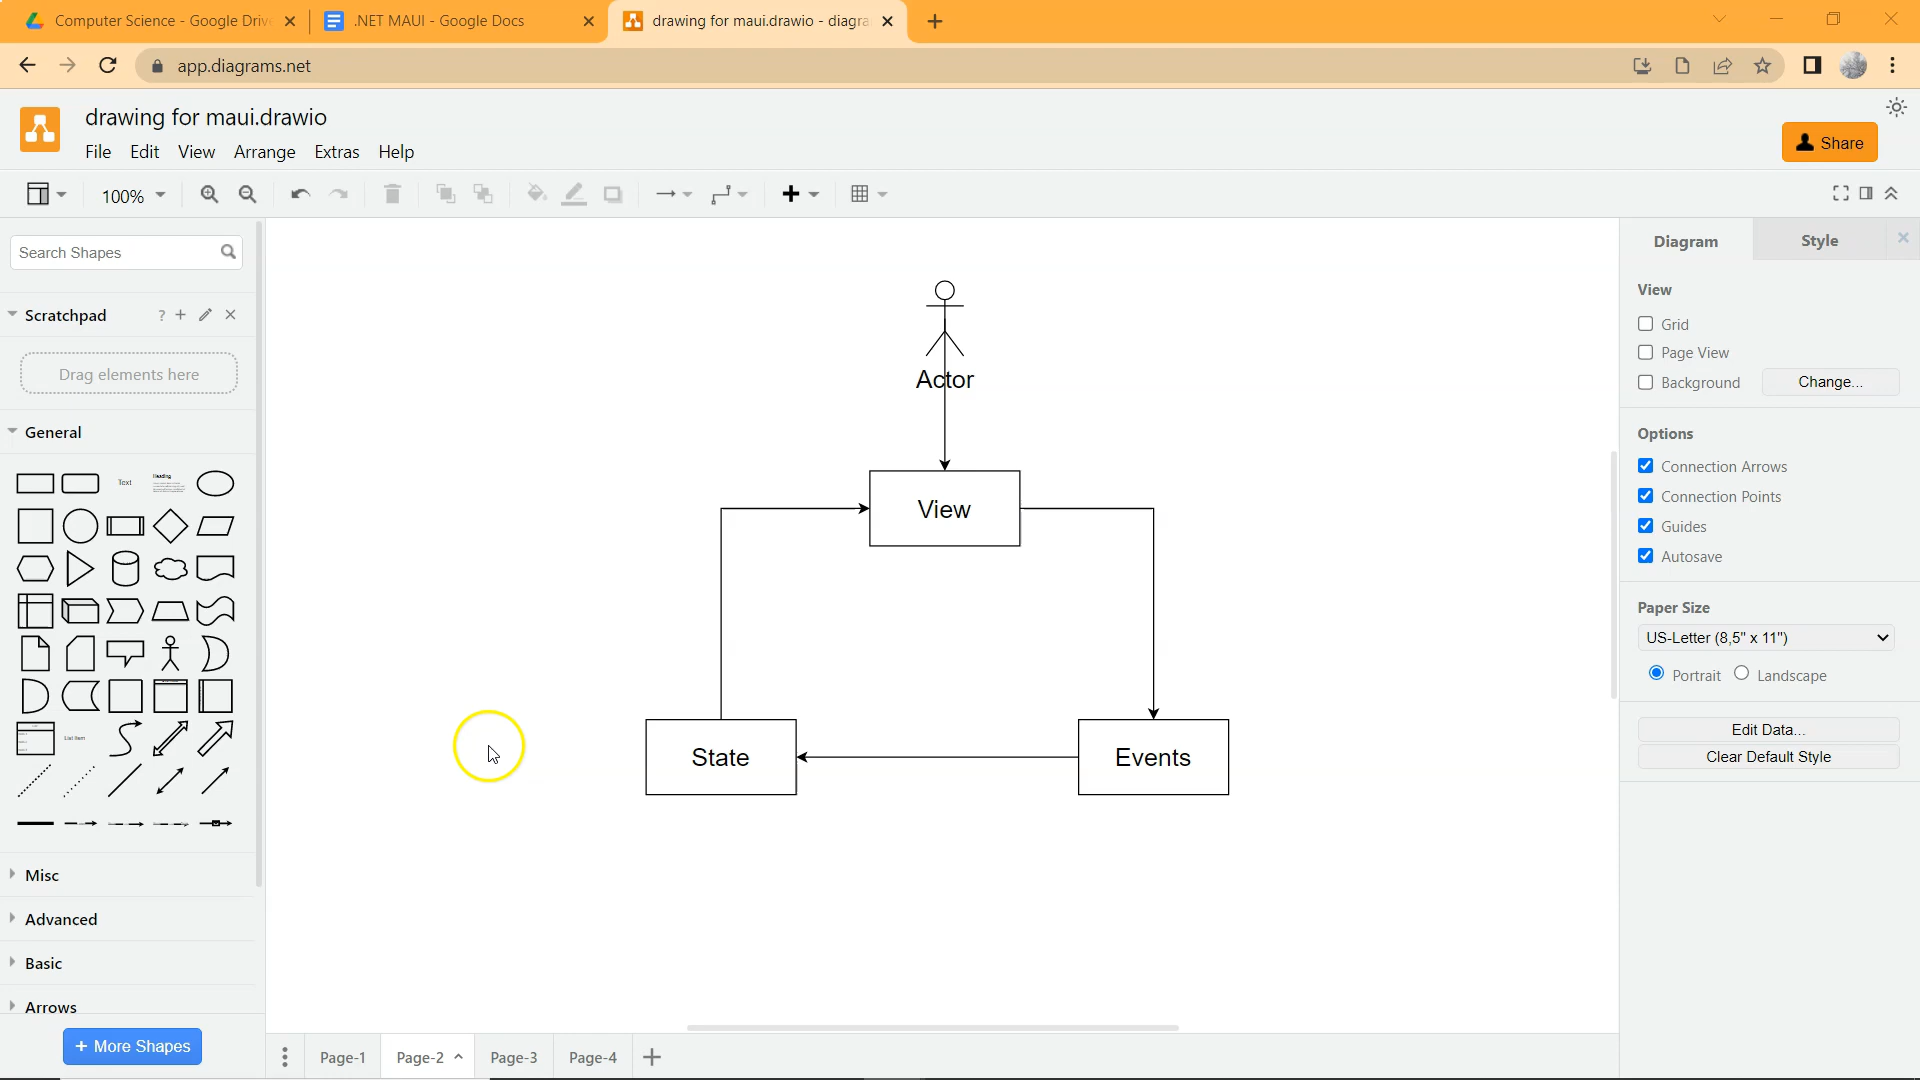 Computer Science - Google Driv
.NET MAUI - Google Docs
drawing for maui.drawio - diagra
app.diagrams.net
drawing for maui.drawio
File Edit View Arrange Extras Help
Share
100%
Search Shapes
Scratchpad
?
Drag elements here
General
Text
Heading
List Item
Misc
Advanced
Basic
Arrows
+ More Shapes
Actor
View
State
Events
Page-1
Page-2
Page-3
Page-4
Diagram
Style
View
Grid
Page View
Background
Change...
Options
Connection Arrows
Connection Points
Guides
Autosave
Paper Size
US-Letter (8,5" x 11")
Portrait
Landscape
Edit Data...
Clear Default Style